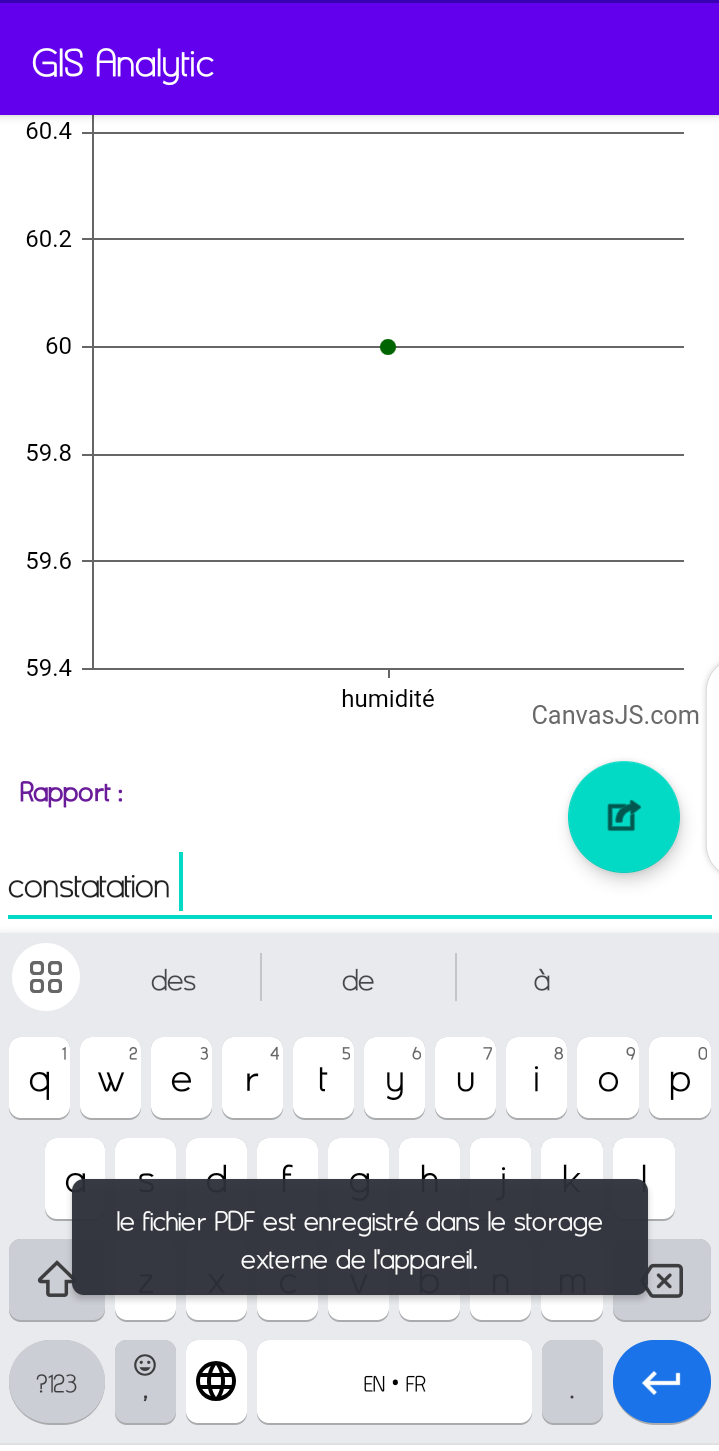 GIS Analytic
60.4
60.2
60
59.8
59.6
59.4
humidité
CanvasJS.com
Rapport :
constatation
des de à
1 2 3 4 5 6 7 8 9 0
q w e r t y u i o p
a s d f g h j k l
le fichier PDF est enregistré dans le storage
externe de l'appareil.
z x c v b n m
?123 , EN • FR .